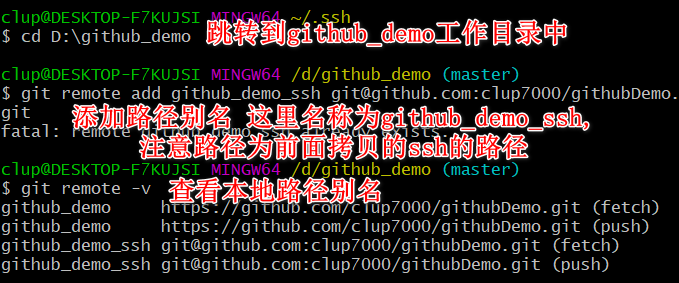 clup@DESKTOP-F7KUJSI MINGW64 ~/.ssh
$ cd D:\github_demo 跳转到github_demo工作目录中
clup@DESKTOP-F7KUJSI MINGW64 /d/github_demo (master)
$ git remote add github_demo_ssh git@github.com:clup7000/githubDemo.
git
添加路径别名 这里名称为github_demo_ssh,
fatal: remote
注意路径为前面拷贝的ssh的路径
clup@DESKTOP-F7KUJSI MINGW64 /d/github_demo (master)
$ git remote -v 查看本地路径别名
github_demo https://github.com/clup7000/githubDemo.git (fetch)
github_demo https://github.com/clup7000/githubDemo.git (push)
github_demo_ssh git@github.com:clup7000/githubDemo.git (fetch)
github_demo_ssh git@github.com:clup7000/githubDemo.git (push)